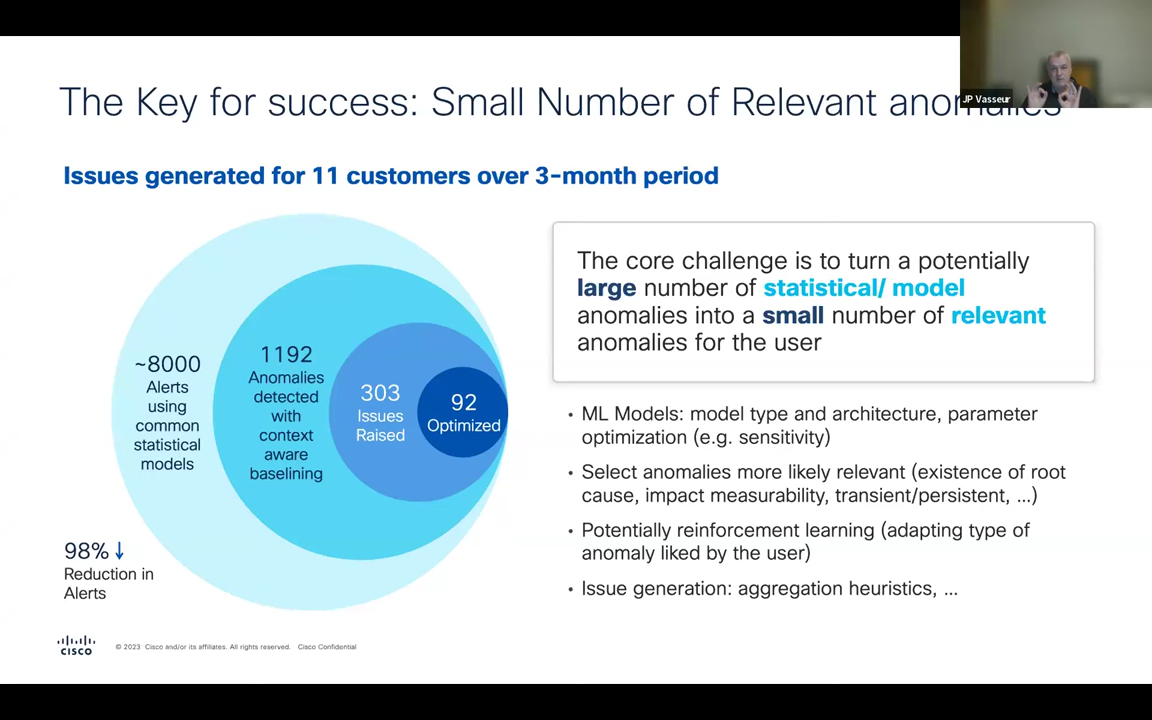 JP Vasseur
The Key for success: Small Number of Relevant anomalies
Issues generated for 11 customers over 3-month period
~8000
Alerts
using
common
statistical
models
1192
Anomalies
detected
with
context
aware
baselining
303
Issues
Raised
92
Optimized
98% ↓
Reduction in
Alerts
The core challenge is to turn a potentially
large number of statistical/ model
anomalies into a small number of relevant
anomalies for the user
• ML Models: model type and architecture, parameter
optimization (e.g. sensitivity)
• Select anomalies more likely relevant (existence of root
cause, impact measurability, transient/persistent, ...)
• Potentially reinforcement learning (adapting type of
anomaly liked by the user)
• Issue generation: aggregation heuristics, ...
CISCO
© 2023 Cisco and/or its affiliates. All rights reserved. Cisco Confidential